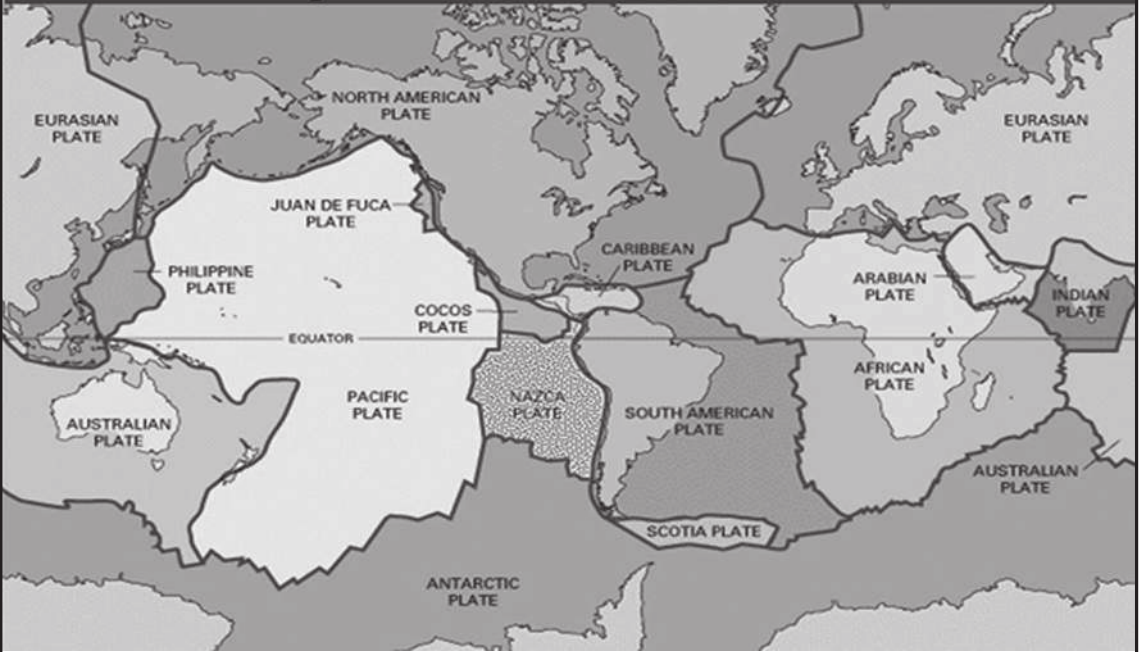 NORTH AMERICAN
PLATE
EURASIAN
PLATE
EURASIAN
PLATE
JUAN DE FUCA
PLATE
CARIBBEAN
PLATE
PHILIPPINE
PLATE
ARABIAN
PLATE
INDIAN
PLATE
COCOS
PLATE
EQUATOR
AFRICAN
PLATE
PACIFIC
PLATE
NAZCA
PLATE
SOUTH AMERICAN
PLATE
AUSTRALIAN
PLATE
AUSTRALIAN
PLATE
SCOTIA PLATE
ANTARCTIC
PLATE